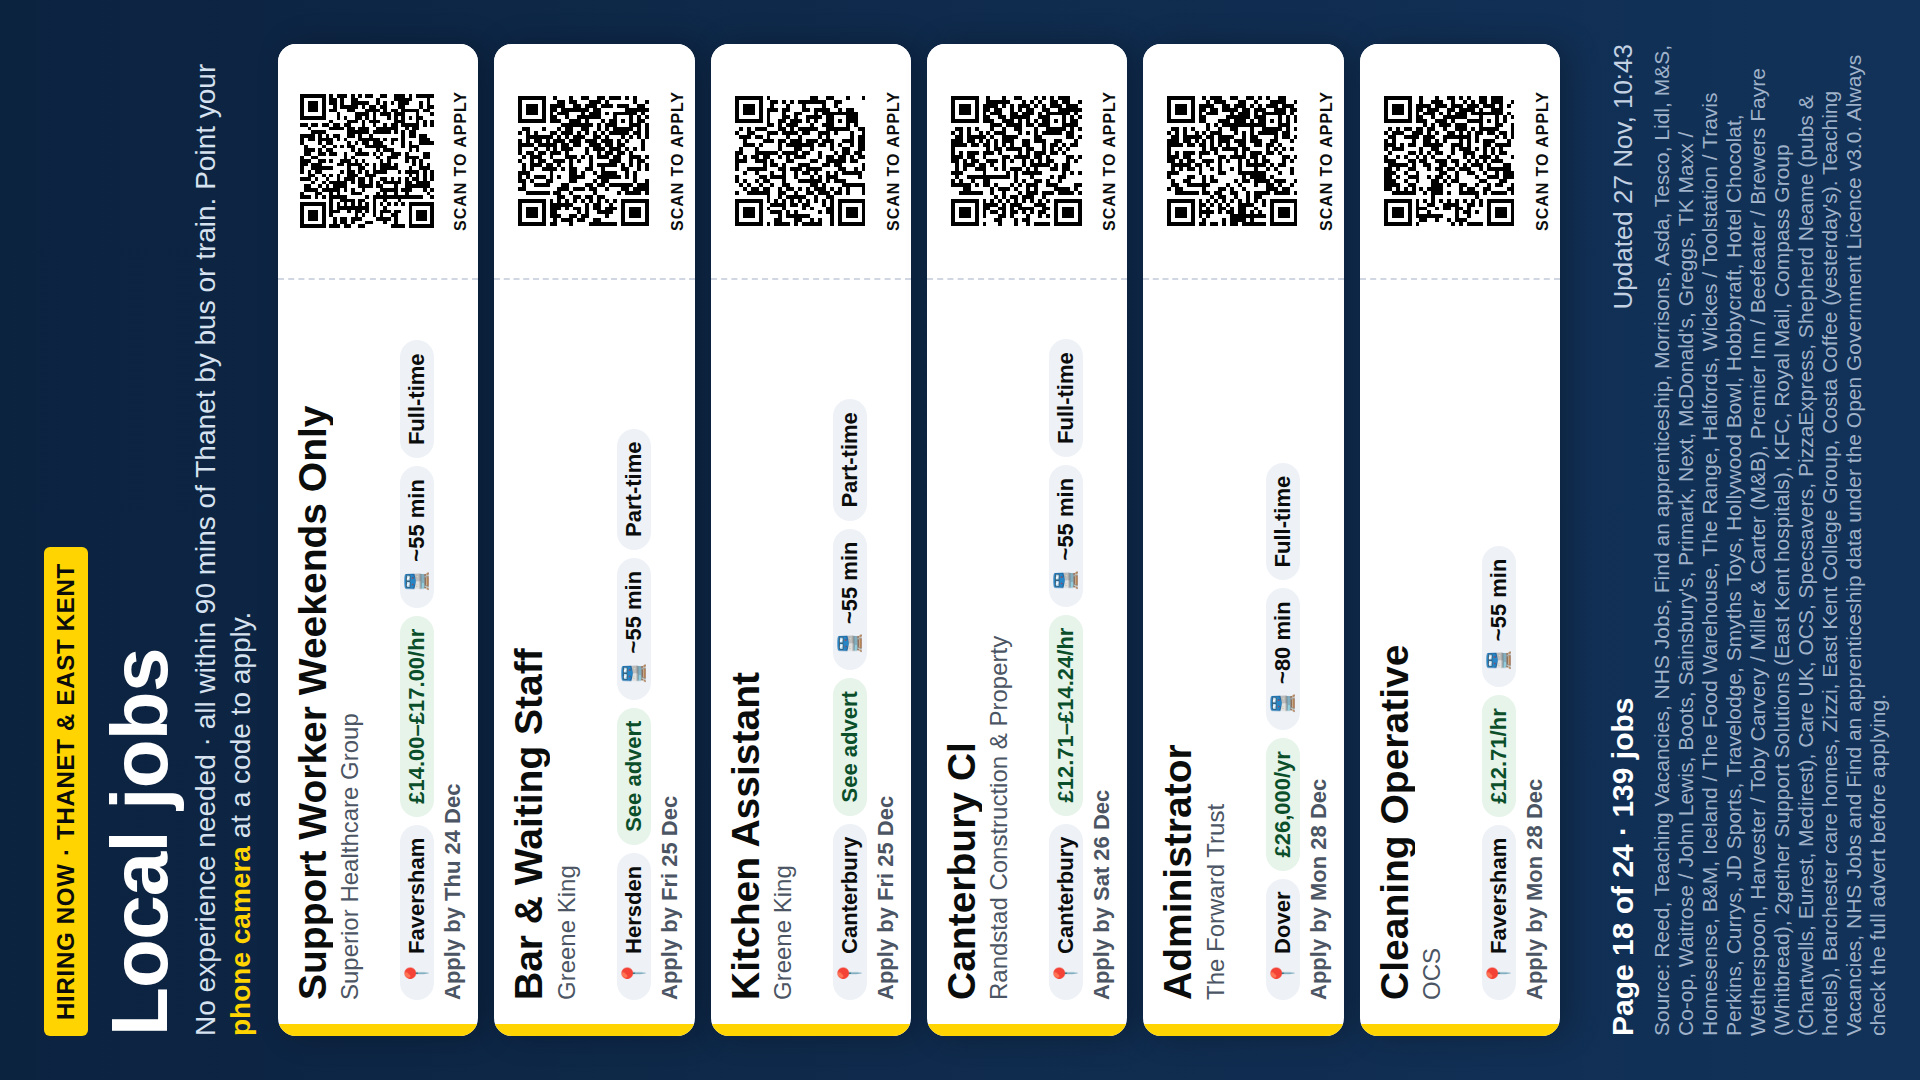 HIRING NOW · THANET & EAST KENT
Local jobs
No experience needed · all within 90 mins of Thanet by bus or train. Point your
phone camera at a code to apply.
Support Worker Weekends Only
Superior Healthcare Group
📍 Faversham £14.00–£17.00/hr 🚆 ~55 min Full-time
Apply by Thu 24 Dec
SCAN TO APPLY
Bar & Waiting Staff
Greene King
📍 Hersden See advert 🚆 ~55 min Part-time
Apply by Fri 25 Dec
SCAN TO APPLY
Kitchen Assistant
Greene King
📍 Canterbury See advert 🚆 ~55 min Part-time
Apply by Fri 25 Dec
SCAN TO APPLY
Canterbury CI
Randstad Construction & Property
📍 Canterbury £12.71–£14.24/hr 🚆 ~55 min Full-time
Apply by Sat 26 Dec
SCAN TO APPLY
Administrator
The Forward Trust
📍 Dover £26,000/yr 🚆 ~80 min Full-time
Apply by Mon 28 Dec
SCAN TO APPLY
Cleaning Operative
OCS
📍 Faversham £12.71/hr 🚆 ~55 min
Apply by Mon 28 Dec
SCAN TO APPLY
Page 18 of 24 · 139 jobs
Updated 27 Nov, 10:43
Source: Reed, Teaching Vacancies, NHS Jobs, Find an apprenticeship, Morrisons, Asda, Tesco, Lidl, M&S,
Co-op, Waitrose / John Lewis, Boots, Sainsbury's, Primark, Next, McDonald's, Greggs, TK Maxx /
Homesense, B&M, Iceland / The Food Warehouse, The Range, Halfords, Wickes / Toolstation / Travis
Perkins, Currys, JD Sports, Travelodge, Smyths Toys, Hollywood Bowl, Hobbycraft, Hotel Chocolat,
Wetherspoon, Harvester / Toby Carvery / Miller & Carter (M&B), Premier Inn / Beefeater / Brewers Fayre
(Whitbread), 2gether Support Solutions (East Kent hospitals), KFC, Royal Mail, Compass Group
(Chartwells, Eurest, Medirest), Care UK, OCS, Specsavers, PizzaExpress, Shepherd Neame (pubs &
hotels), Barchester care homes, Zizzi, East Kent College Group, Costa Coffee (yesterday's). Teaching
Vacancies, NHS Jobs and Find an apprenticeship data under the Open Government Licence v3.0. Always
check the full advert before applying.